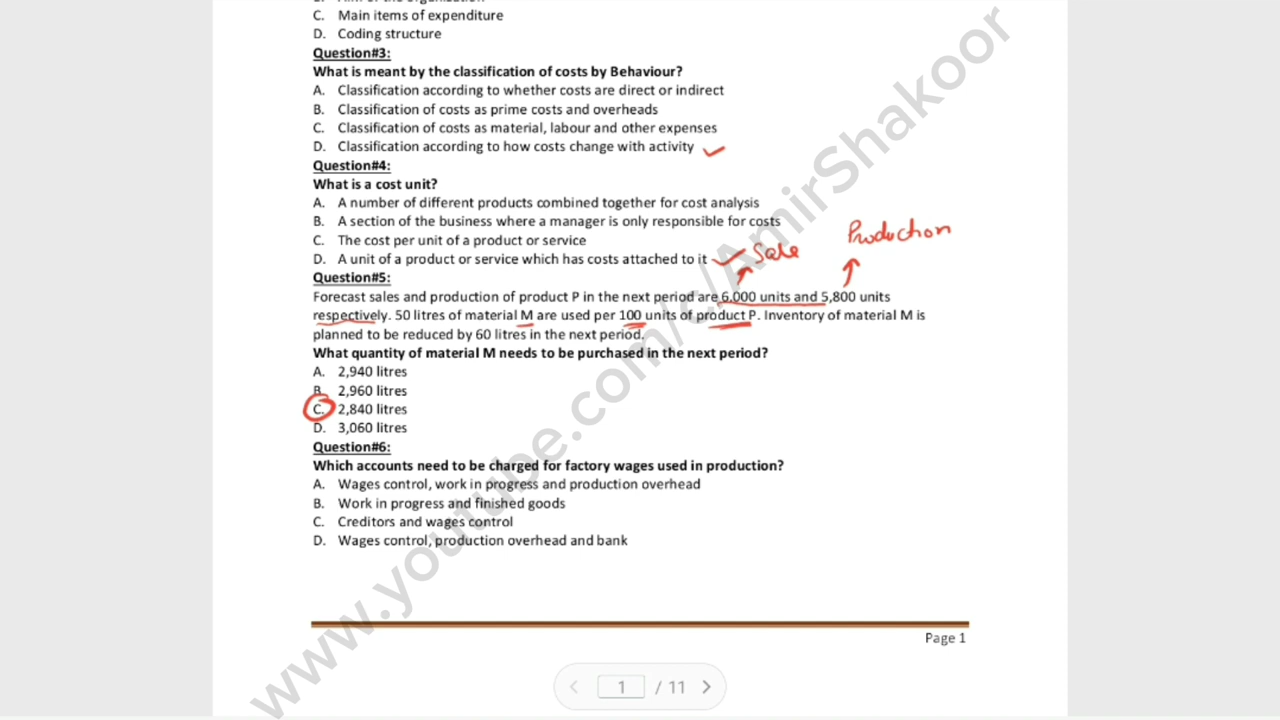 C. Main items of expenditure
D. Coding structure
Question#3:
What is meant by the classification of costs by Behaviour?
A. Classification according to whether costs are direct or indirect
B. Classification of costs as prime costs and overheads
C. Classification of costs as material, labour and other expenses
D. Classification according to how costs change with activity
Question#4:
What is a cost unit?
A. A number of different products combined together for cost analysis
B. A section of the business where a manager is only responsible for costs
C. The cost per unit of a product or service
D. A unit of a product or service which has costs attached to it
Sale
Production
Question#5:
Forecast sales and production of product P in the next period are 6,000 units and 5,800 units
respectively. 50 litres of material M are used per 100 units of product P. Inventory of material M is
planned to be reduced by 60 litres in the next period.
What quantity of material M needs to be purchased in the next period?
A. 2,940 litres
B. 2,960 litres
C. 2,840 litres
D. 3,060 litres
Question#6:
Which accounts need to be charged for factory wages used in production?
A. Wages control, work in progress and production overhead
B. Work in progress and finished goods
C. Creditors and wages control
D. Wages control, production overhead and bank
Page 1
1 / 11
www.youtube.com/c/AmirShakoor